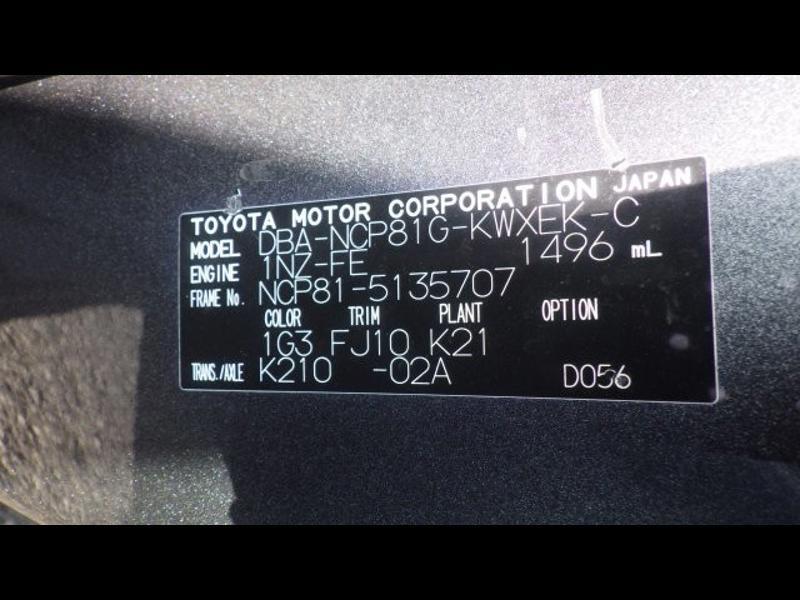 TOYOTA MOTOR CORPORATION JAPAN
MODEL DBA-NCP81G-KWXEK-C
ENGINE 1NZ-FE 1496 mL
FRAME No. NCP81-5135707
COLOR TRIM PLANT OPTION
1G3 FJ10 K21
TRANS./AXLE K210 -02A D056